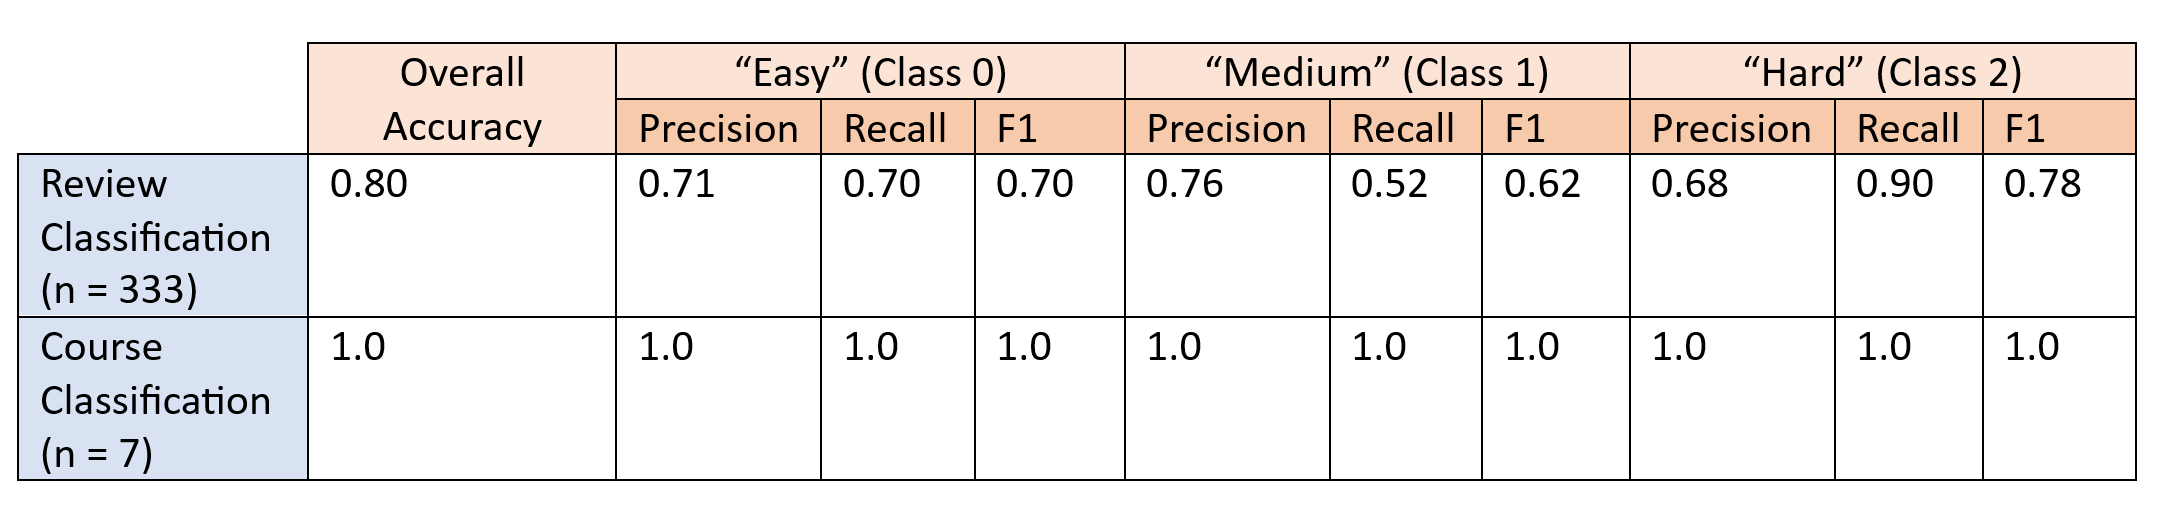 Overall Accuracy “Easy” (Class 0) “Medium” (Class 1) “Hard” (Class 2)
Precision Recall F1 Precision Recall F1 Precision Recall F1
Review Classification (n = 333) 0.80 0.71 0.70 0.70 0.76 0.52 0.62 0.68 0.90 0.78
Course Classification (n = 7) 1.0 1.0 1.0 1.0 1.0 1.0 1.0 1.0 1.0 1.0